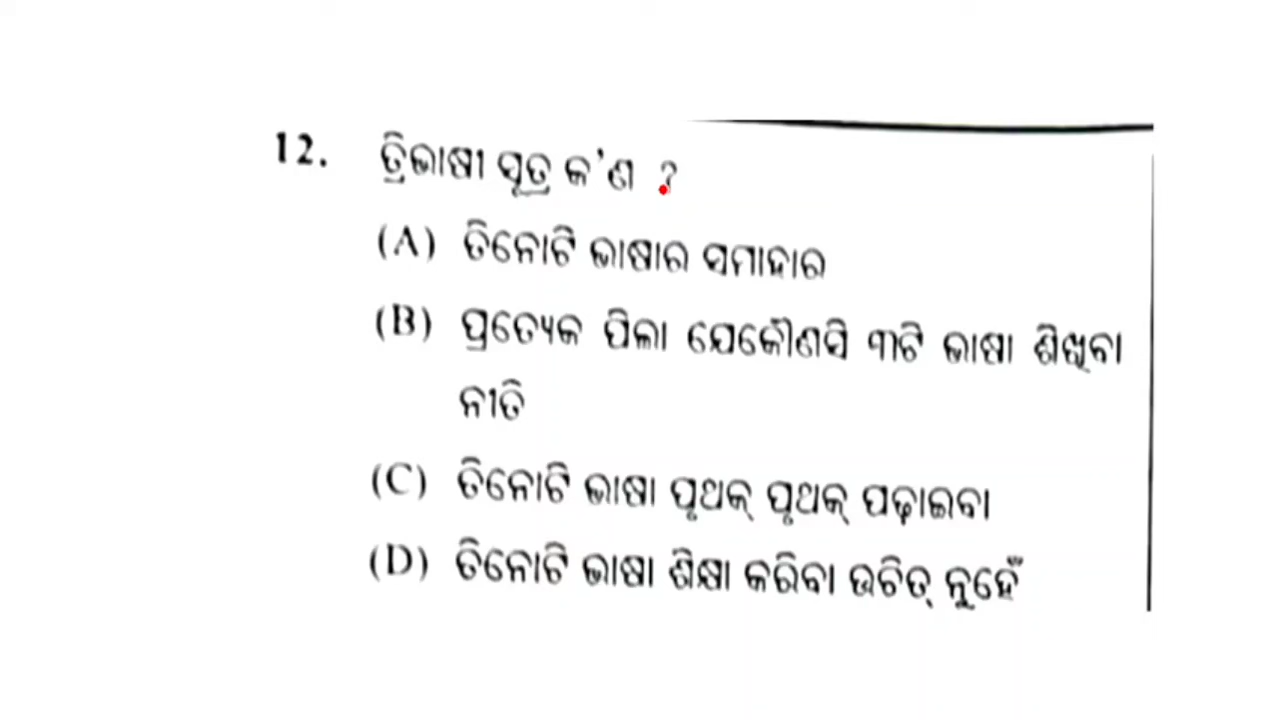 12. ତ୍ରିଭାଷୀ ସୂତ୍ର କ'ଣ ?
(A) ତିନୋଟି ଭାଷାର ସମାହାର
(B) ପ୍ରତ୍ୟେକ ପିଲା ଯେକୌଣସି ୩ଟି ଭାଷା ଶିଖିବା
ନୀତି
(C) ତିନୋଟି ଭାଷା ପୃଥକ୍ ପୃଥକ୍ ପଢ଼ାଇବା
(D) ତିନୋଟି ଭାଷା ଶିକ୍ଷା କରିବା ଉଚିତ୍ ନୁହେଁ